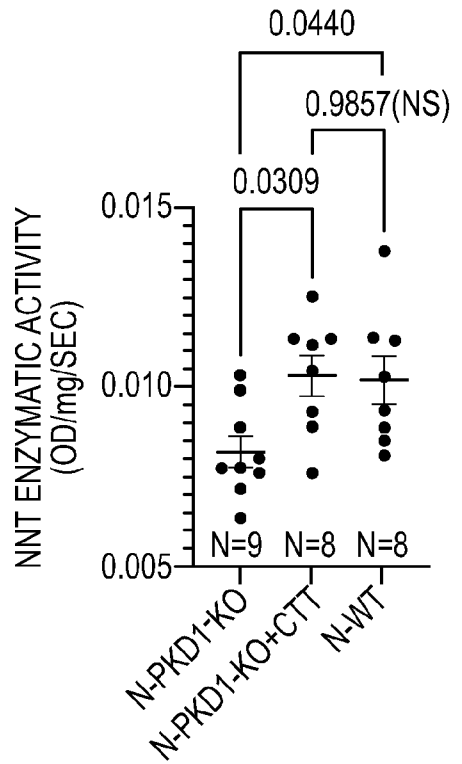 0.0440
0.9857(NS)
0.0309
NNT ENZYMATIC ACTIVITY
(OD/mg/SEC)
0.015
0.010
0.005
N=9 N=8 N=8
N-PKD1-KO
N-PKD1-KO+CTT
N-WT